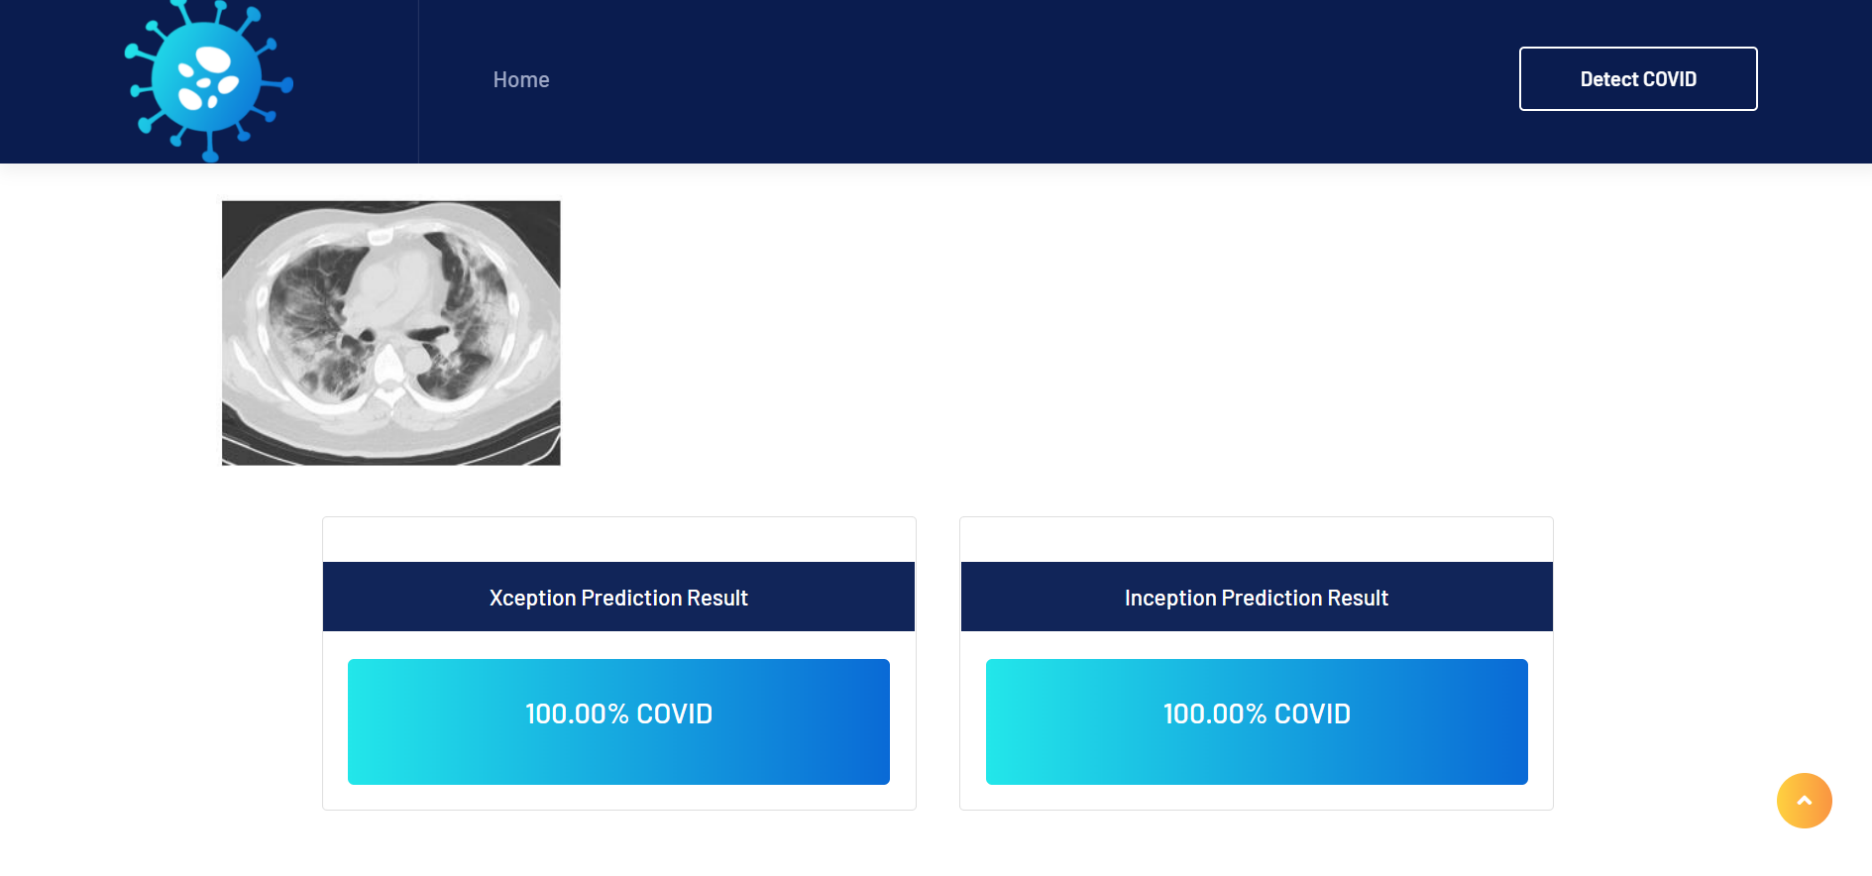 Home
Detect COVID
Xception Prediction Result
Inception Prediction Result
100.00% COVID
100.00% COVID